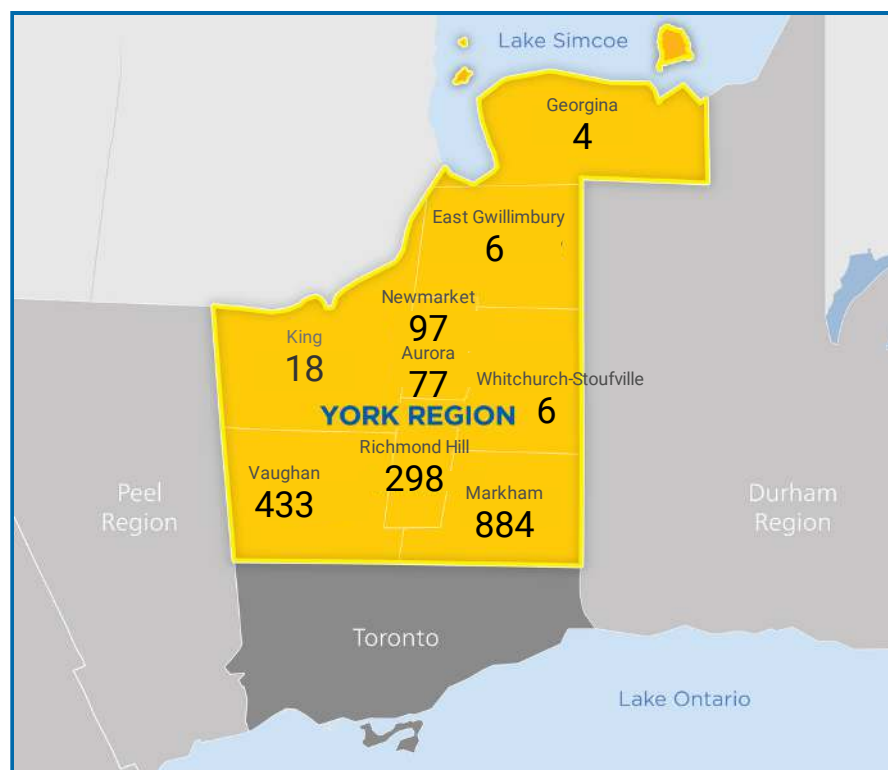 Lake Simcoe
Georgina
4
East Gwillimbury
6
Newmarket
97
King
18
Aurora
77
Whitchurch-Stoufville
6
YORK REGION
Richmond Hill
298
Vaughan
433
Markham
884
Peel
Region
Durham
Region
Toronto
Lake Ontario